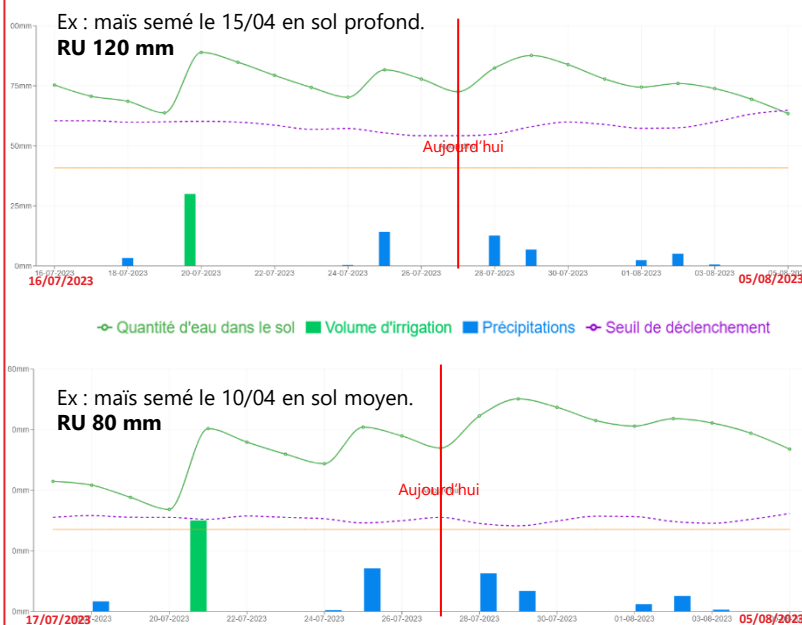 Ex : maïs semé le 15/04 en sol profond.
RU 120 mm
00mm
75mm
50mm
25mm
0mm
Aujourd'hui
16-07-2023 18-07-2023 20-07-2023 22-07-2023 24-07-2023 26-07-2023 28-07-2023 30-07-2023 01-08-2023 03-08-2023
16/07/2023 05/08/2023
Quantité d'eau dans le sol Volume d'irrigation Précipitations Seuil de déclenchement
60mm
Ex : maïs semé le 10/04 en sol moyen.
RU 80 mm
0mm
0mm
Aujourd'hui
0mm
0mm
20-07-2023 22-07-2023 24-07-2023 26-07-2023 28-07-2023 30-07-2023 01-08-2023 03-08-2023
17/07/2023 05/08/2023